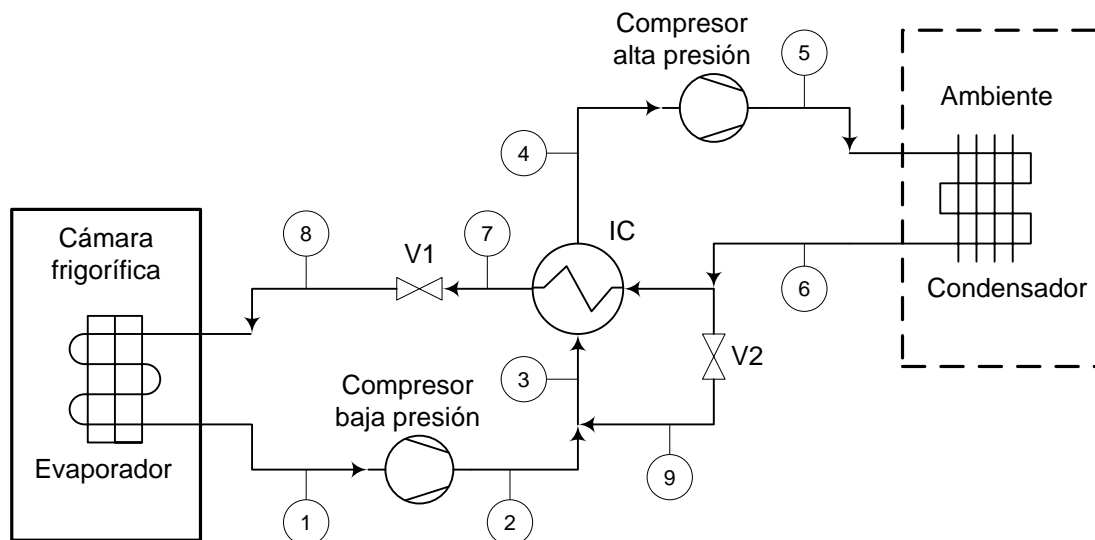 Compresor
alta presión
5
Ambiente
4
Cámara
frigorífica
8
V1
7
IC
6
Condensador
V2
3
Compresor
baja presión
Evaporador
9
1
2